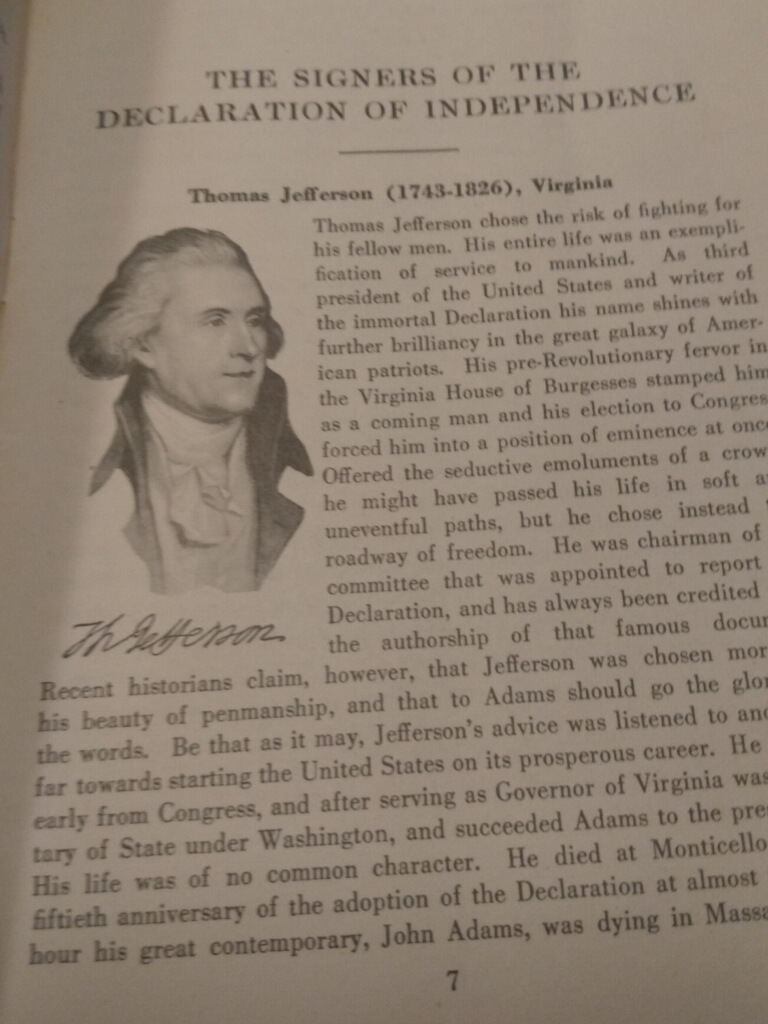 THE SIGNERS OF THE
DECLARATION OF INDEPENDENCE
Thomas Jefferson (1743-1826), Virginia
Thomas Jefferson chose the risk of fighting for
his fellow men. His entire life was an exempli-
fication of service to mankind. As third
president of the United States and writer of
the immortal Declaration his name shines with
further brilliancy in the great galaxy of Amer-
ican patriots. His pre-Revolutionary fervor in
the Virginia House of Burgesses stamped him
as a coming man and his election to Congres
forced him into a position of eminence at once
Offered the seductive emoluments of a crow
he might have passed his life in soft a
uneventful paths, but he chose instead t
roadway of freedom. He was chairman of
committee that was appointed to report
Declaration, and has always been credited
the authorship of that famous docum
Th Jefferson
Recent historians claim, however, that Jefferson was chosen mor
his beauty of penmanship, and that to Adams should go the glor
the words. Be that as it may, Jefferson's advice was listened to and
far towards starting the United States on its prosperous career. He
early from Congress, and after serving as Governor of Virginia was
tary of State under Washington, and succeeded Adams to the pres
His life was of no common character. He died at Monticello
fiftieth anniversary of the adoption of the Declaration at almost
hour his great contemporary, John Adams, was dying in Massa
7